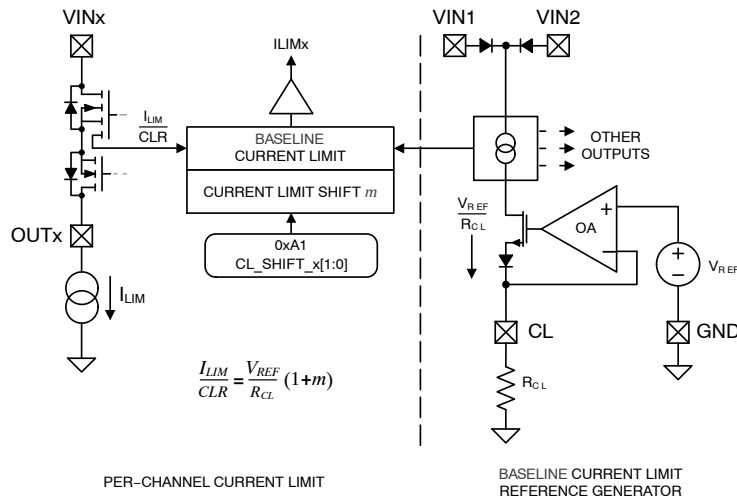 VINx
ILIMx
I_LIM
CLR
BASELINE
CURRENT LIMIT
CURRENT LIMIT SHIFT m
0xA1
CL_SHIFT_x[1:0]
OUTx
I_LIM
I_LIM/CLR = V_REF/R_CL (1+m)
PER−CHANNEL CURRENT LIMIT
VIN1
VIN2
OTHER
OUTPUTS
V_REF
R_CL
+
OA
−
+
−
V_REF
CL
GND
R_CL
BASELINE CURRENT LIMIT
REFERENCE GENERATOR